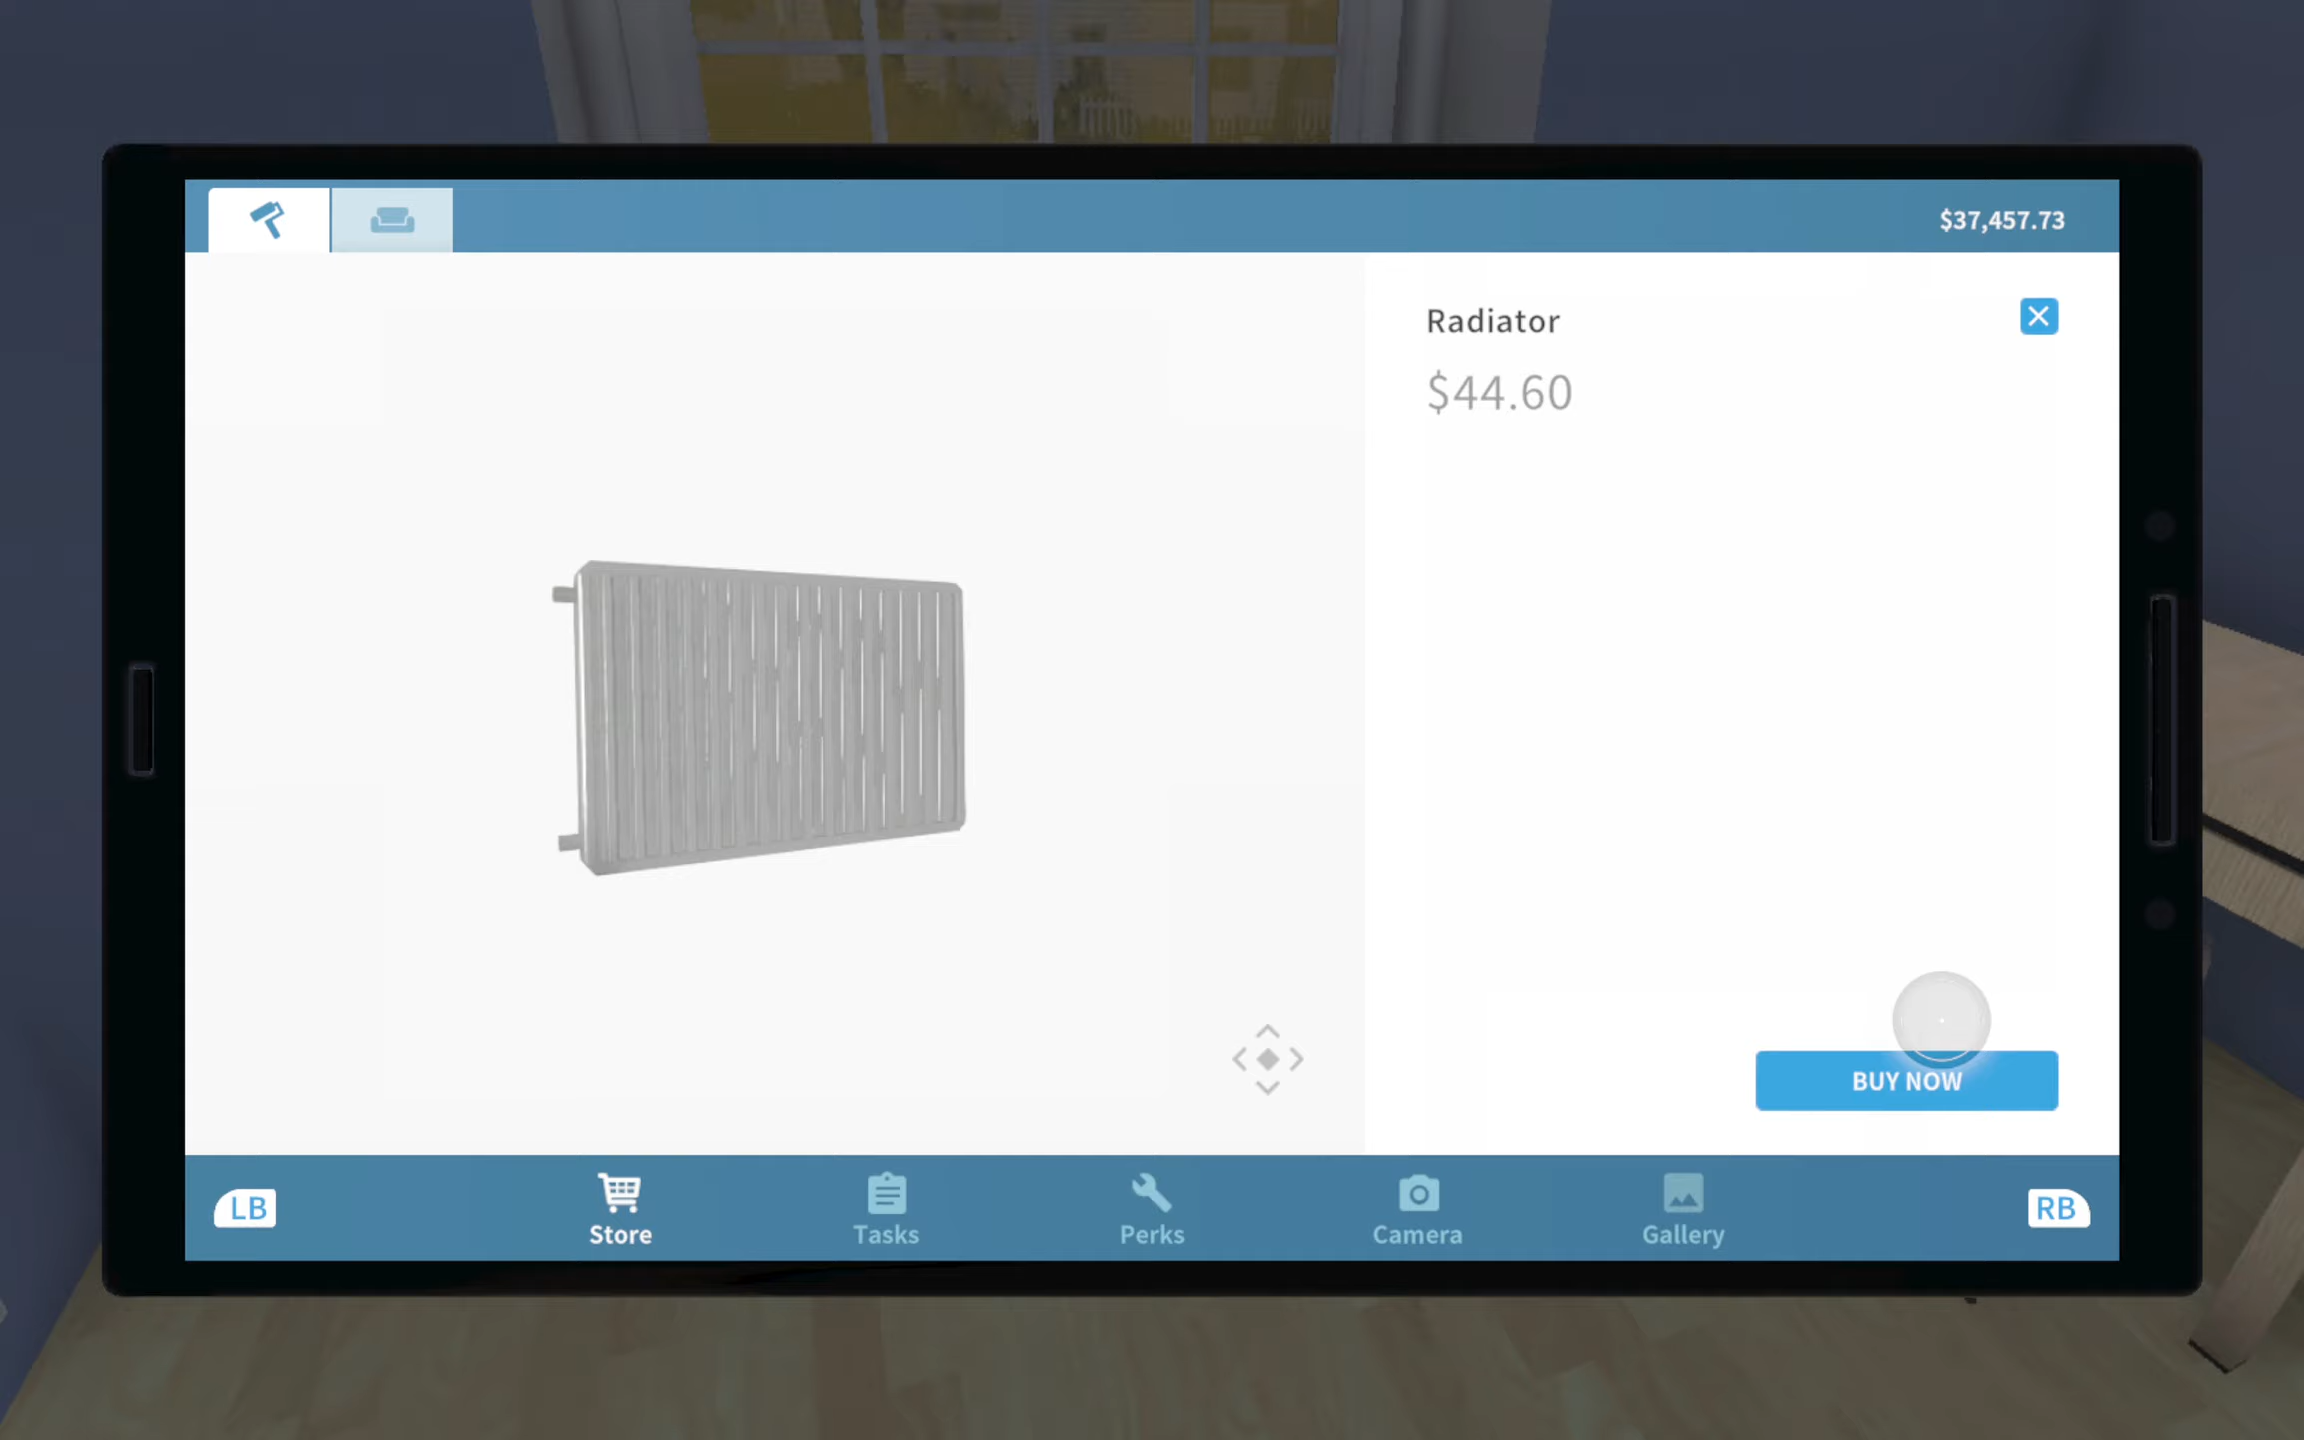 $37,457.73
Radiator
$44.60
BUY NOW
LB
Store
Tasks
Perks
Camera
Gallery
RB